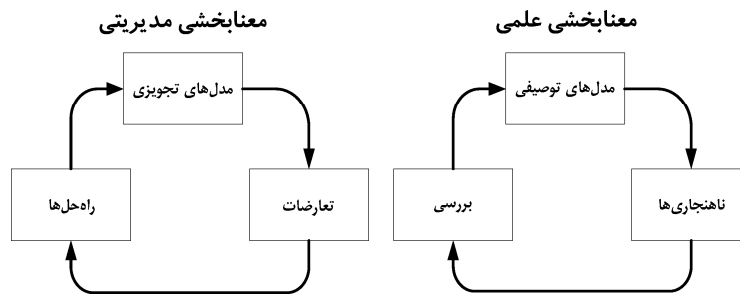 معنابخشی علمی
مدل‌های توصیفی
ناهنجاری‌ها
بررسی
معنابخشی مدیریتی
مدل‌های تجویزی
تعارضات
راه‌حل‌ها